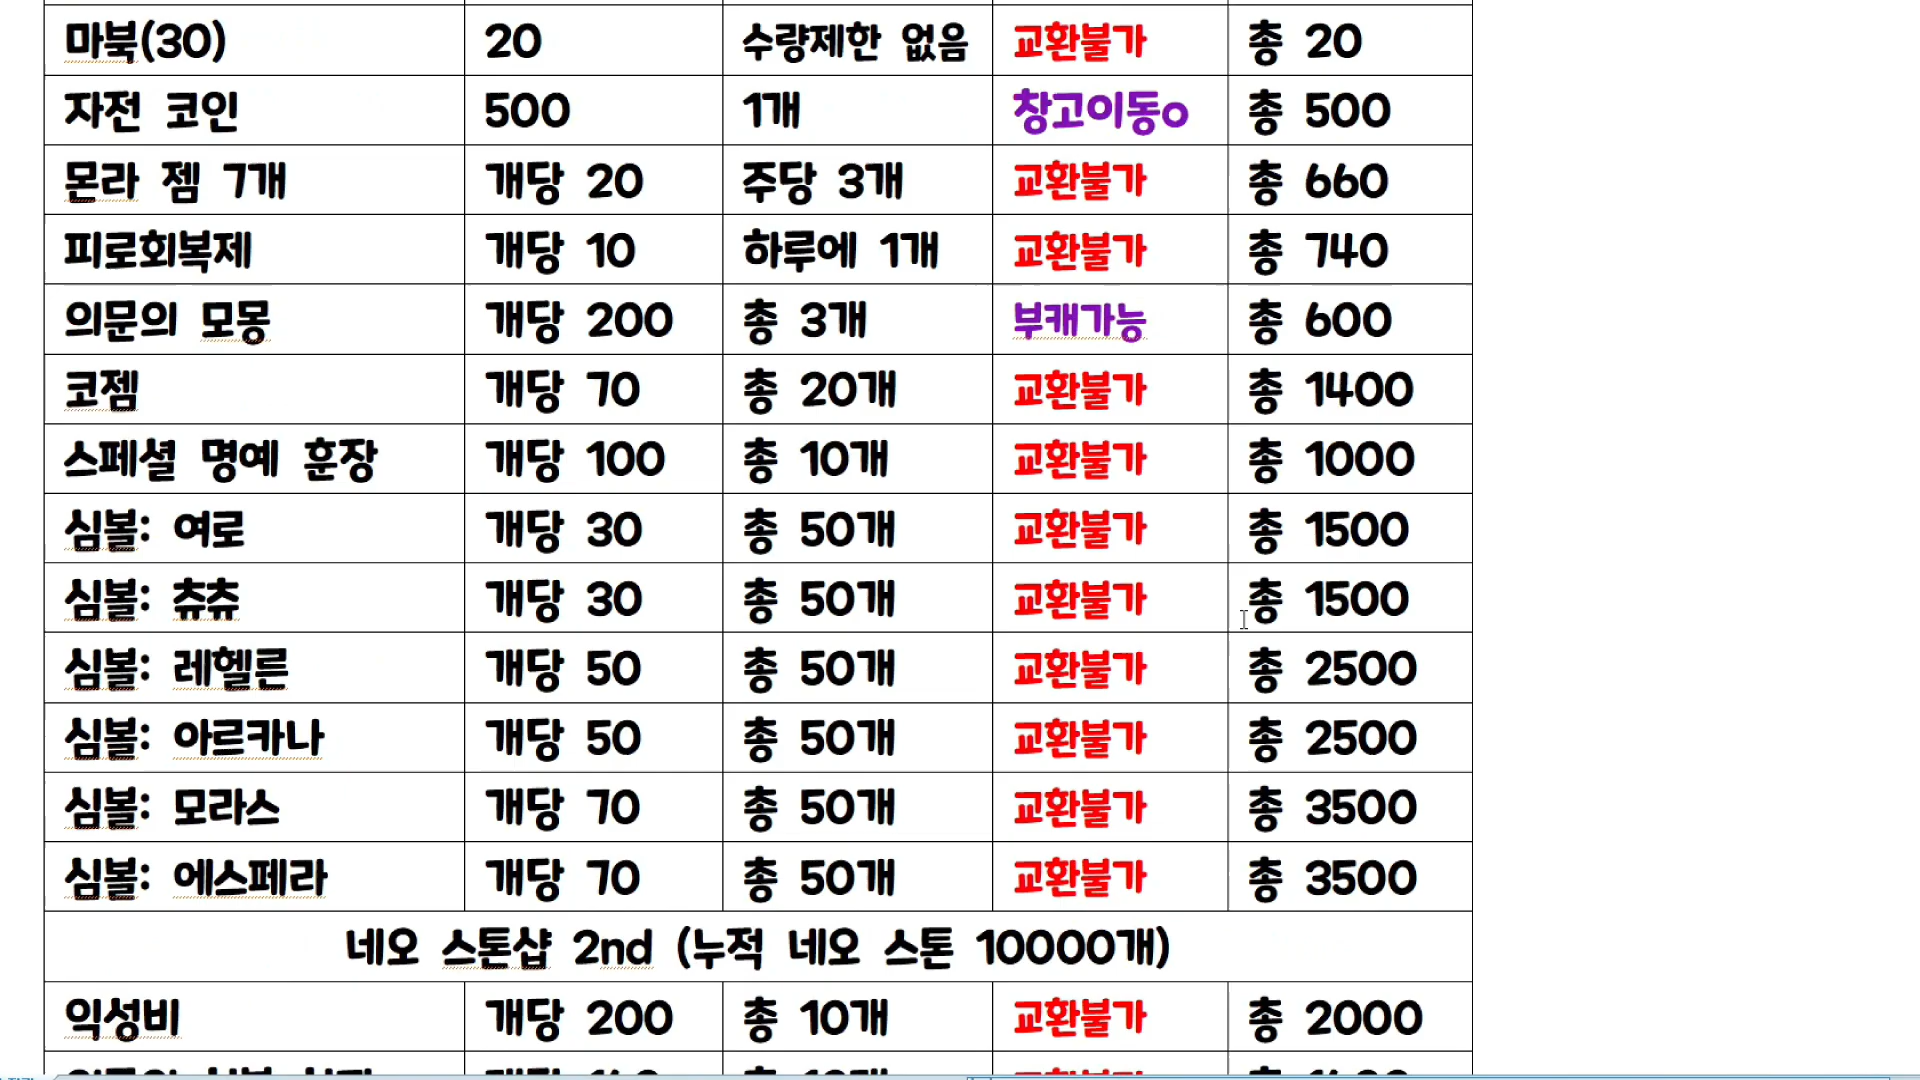 마북(30) 20 수량제한 없음 교환불가 총 20
자전 코인 500 1개 창고이동o 총 500
몬라 젬 7개 개당 20 주당 3개 교환불가 총 660
피로회복제 개당 10 하루에 1개 교환불가 총 740
의문의 모몽 개당 200 총 3개 부캐가능 총 600
코젬 개당 70 총 20개 교환불가 총 1400
스페셜 명예 훈장 개당 100 총 10개 교환불가 총 1000
심볼: 여로 개당 30 총 50개 교환불가 총 1500
심볼: 츄츄 개당 30 총 50개 교환불가 총 1500
심볼: 레헬른 개당 50 총 50개 교환불가 총 2500
심볼: 아르카나 개당 50 총 50개 교환불가 총 2500
심볼: 모라스 개당 70 총 50개 교환불가 총 3500
심볼: 에스페라 개당 70 총 50개 교환불가 총 3500
네오 스톤샵 2nd (누적 네오 스톤 10000개)
익성비 개당 200 총 10개 교환불가 총 2000